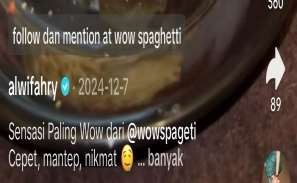 380
follow dan mention at wow spaghetti
alwifahry · 2024-12-7
89
Sensasi Paling Wow dari @wowspageti
Cepet, mantep, nikmat 🤤 ... banyak